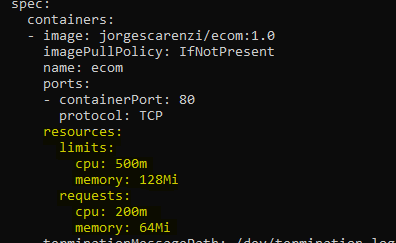 spec:
containers:
- image: jorgescarenzi/ecom:1.0
imagePullPolicy: IfNotPresent
name: ecom
ports:
- containerPort: 80
protocol: TCP
resources:
limits:
cpu: 500m
memory: 128Mi
requests:
cpu: 200m
memory: 64Mi
terminationMessagePath: /dev/termination-log